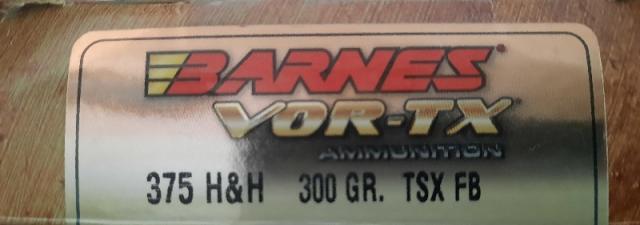 BARNES
VOR-TX
AMMUNITION
375 H&H 300 GR. TSX FB